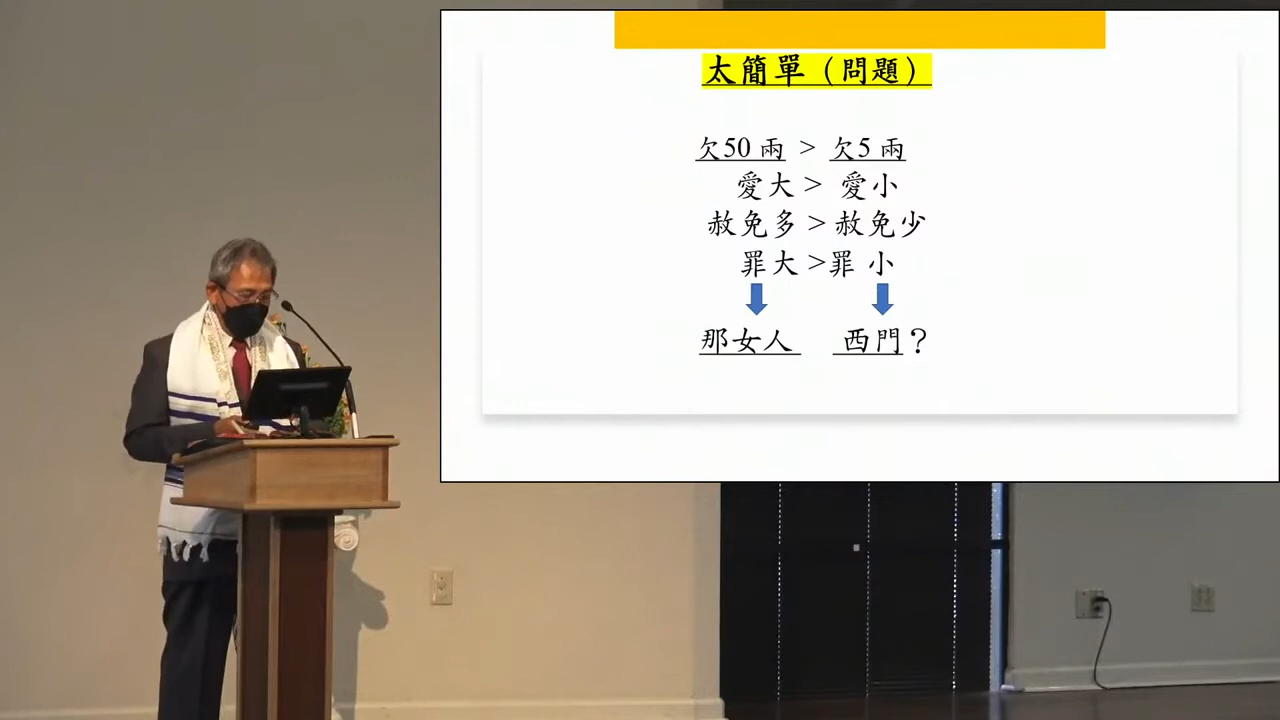 太簡單（問題）
欠50 兩 > 欠5 兩
愛大 > 愛小
赦免多 > 赦免少
罪大 >罪 小
那女人 西門？